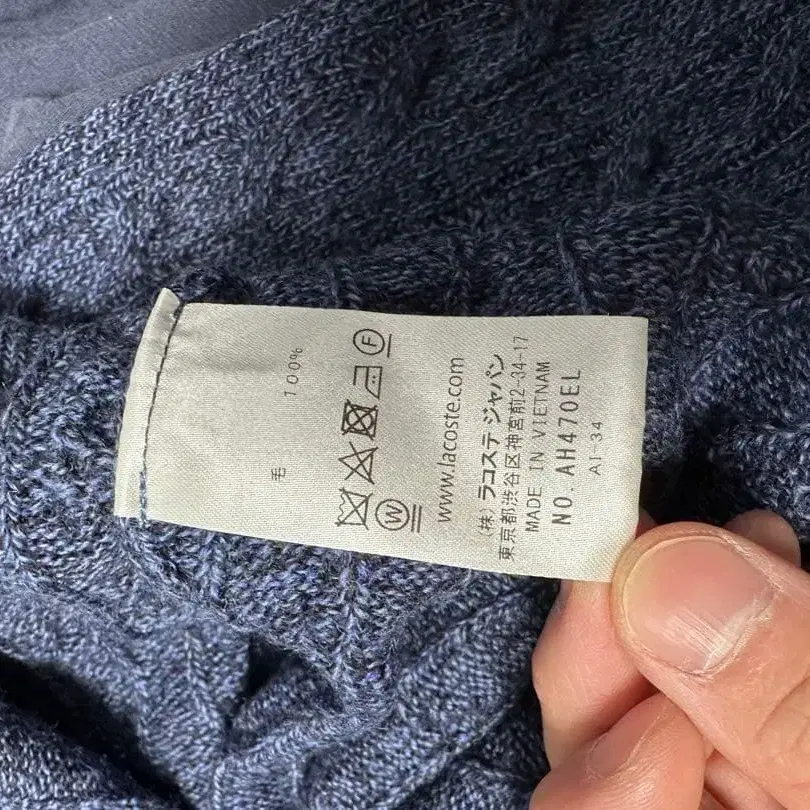 毛 100%
F
W
www.lacoste.com
(株) ラコステ ジャパン
東京都渋谷区神宮前2-34-17
MADE IN VIETNAM
NO. AH470EL
A1-34